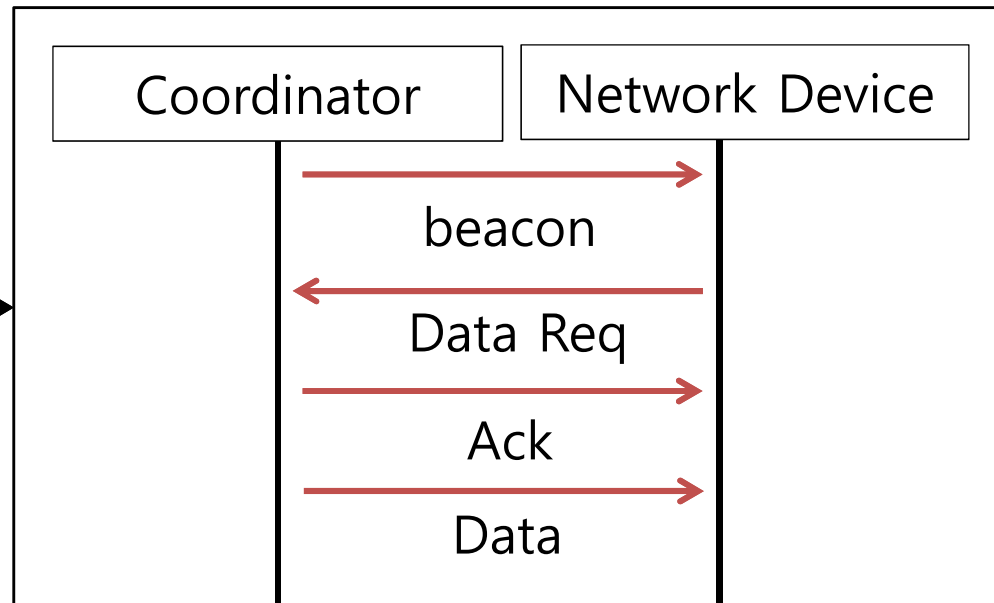 Coordinator
Network Device
beacon
Data Req
Ack
Data